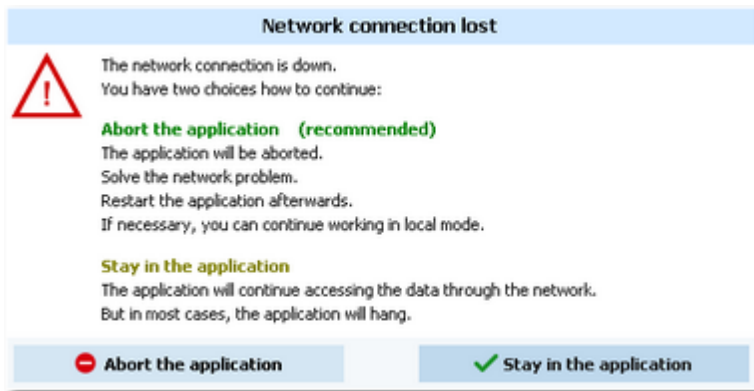 Network connection lost
The network connection is down.
You have two choices how to continue:
Abort the application (recommended)
The application will be aborted.
Solve the network problem.
Restart the application afterwards.
If necessary, you can continue working in local mode.
Stay in the application
The application will continue accessing the data through the network.
But in most cases, the application will hang.
Abort the application
Stay in the application